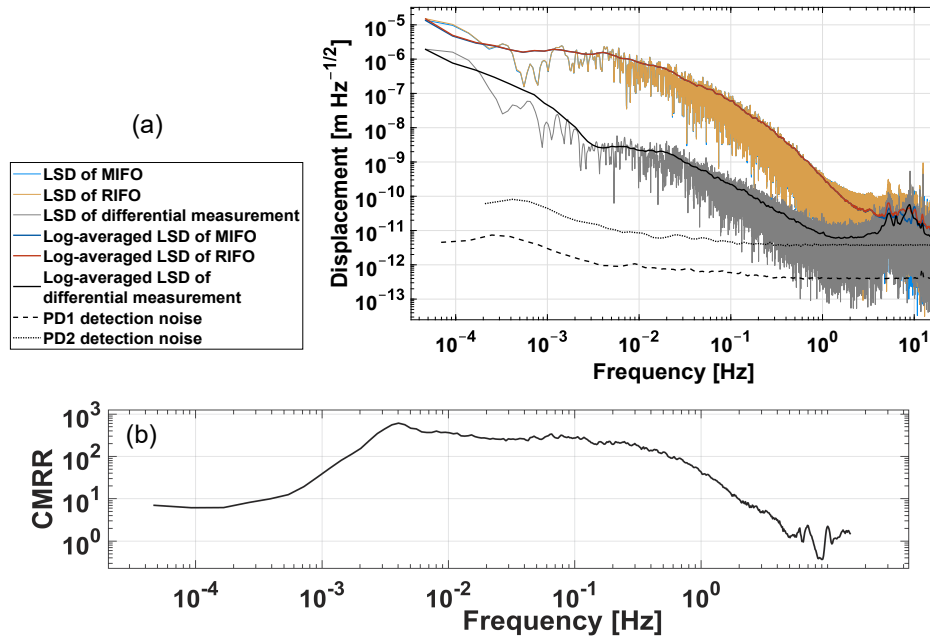 (a)
LSD of MIFO
LSD of RIFO
LSD of differential measurement
Log-averaged LSD of MIFO
Log-averaged LSD of RIFO
Log-averaged LSD of
differential measurement
PD1 detection noise
PD2 detection noise
Displacement [m Hz^{-1/2}]
10^{-5}
10^{-6}
10^{-7}
10^{-8}
10^{-9}
10^{-10}
10^{-11}
10^{-12}
10^{-13}
10^{-4} 10^{-3} 10^{-2} 10^{-1} 10^{0} 10^{1}
Frequency [Hz]
(b)
CMRR
10^{3}
10^{2}
10^{1}
10^{0}
10^{-4} 10^{-3} 10^{-2} 10^{-1} 10^{0} 10^{1}
Frequency [Hz]